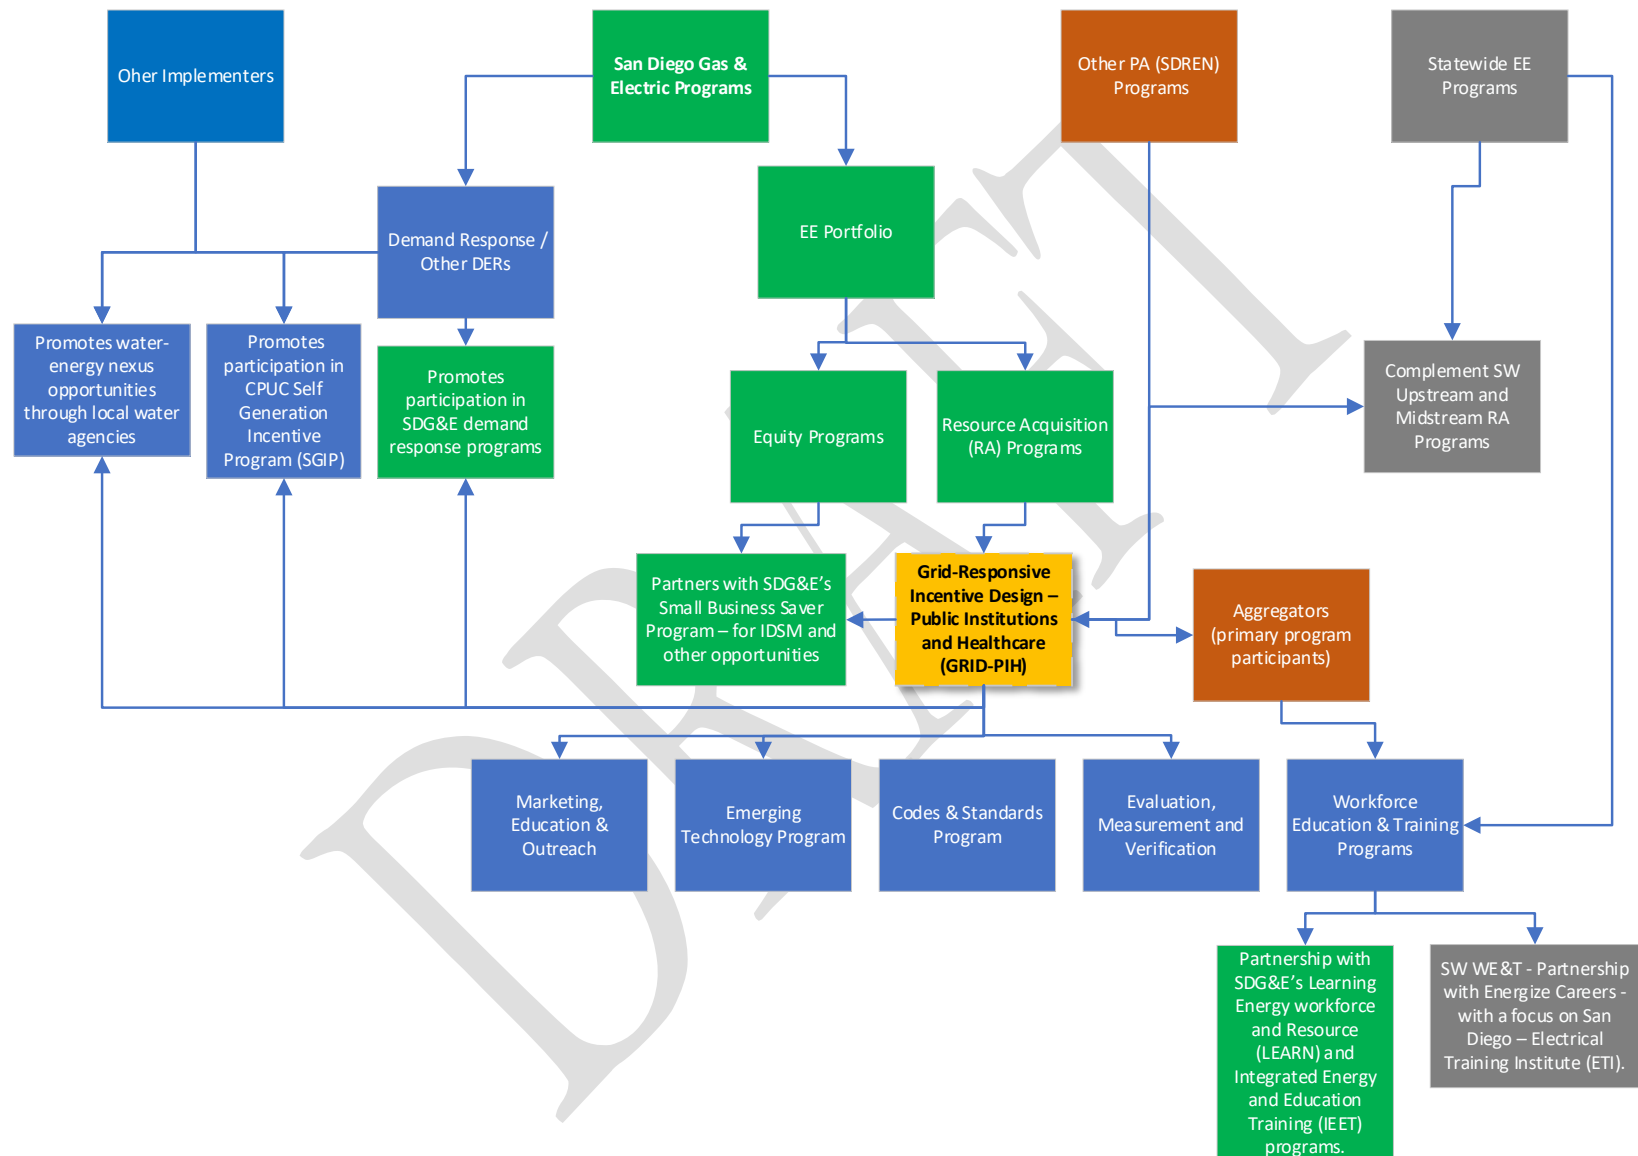 Oher Implementers
San Diego Gas &
Electric Programs
Other PA (SDREN)
Programs
Statewide EE
Programs
Demand Response /
Other DERs
EE Portfolio
Promotes water-
energy nexus
opportunities
through local water
agencies
Promotes
participation in
CPUC Self
Generation
Incentive
Program (SGIP)
Promotes
participation in
SDG&E demand
response programs
Equity Programs
Resource Acquisition
(RA) Programs
Complement SW
Upstream and
Midstream RA
Programs
Partners with SDG&E’s
Small Business Saver
Program – for IDSM and
other opportunities
Grid-Responsive
Incentive Design –
Public Institutions
and Healthcare
(GRID-PIH)
Aggregators
(primary program
participants)
Marketing,
Education &
Outreach
Emerging
Technology Program
Codes & Standards
Program
Evaluation,
Measurement and
Verification
Workforce
Education & Training
Programs
Partnership with
SDG&E’s Learning
Energy workforce
and Resource
(LEARN) and
Integrated Energy
and Education
Training (IEET)
programs.
SW WE&T - Partnership
with Energize Careers -
with a focus on San
Diego – Electrical
Training Institute (ETI).
DRAFT